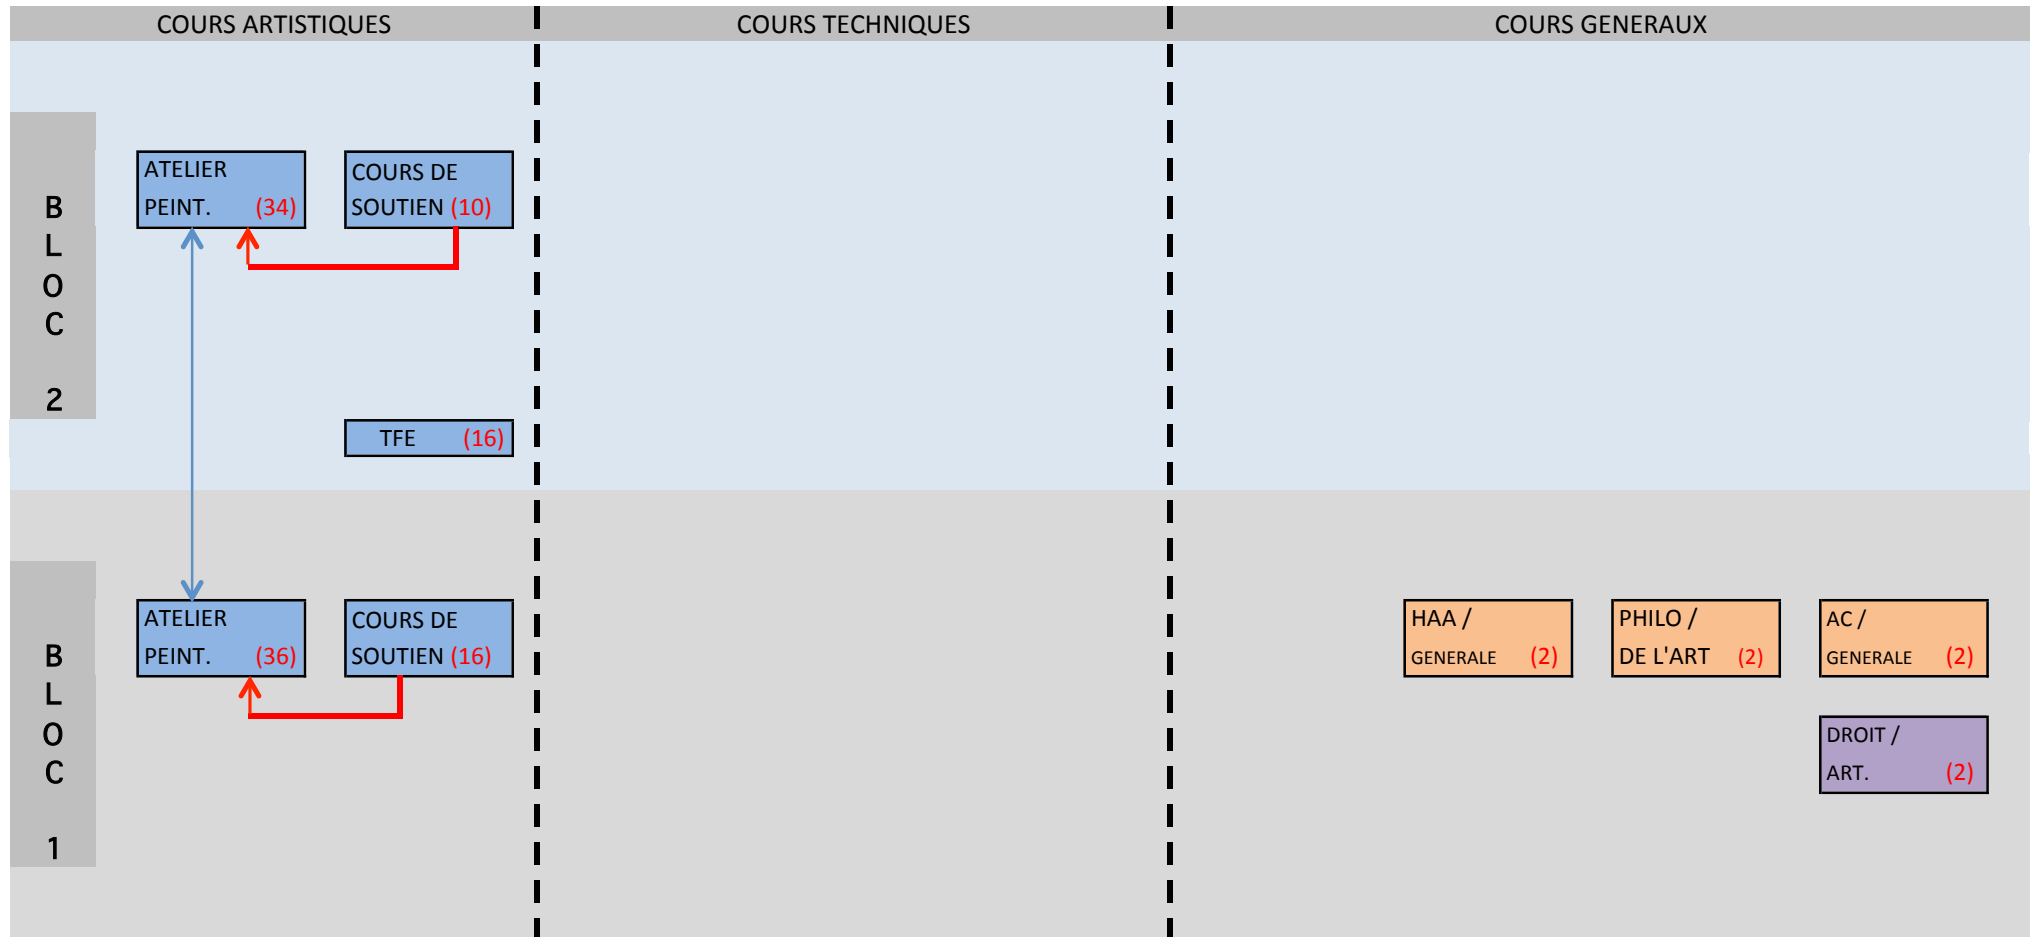 COURS ARTISTIQUES
COURS TECHNIQUES
COURS GENERAUX
B
L
O
C
2
ATELIER
PEINT. (34)
COURS DE
SOUTIEN (10)
TFE (16)
B
L
O
C
1
ATELIER
PEINT. (36)
COURS DE
SOUTIEN (16)
HAA /
GENERALE (2)
PHILO /
DE L'ART (2)
AC /
GENERALE (2)
DROIT /
ART. (2)